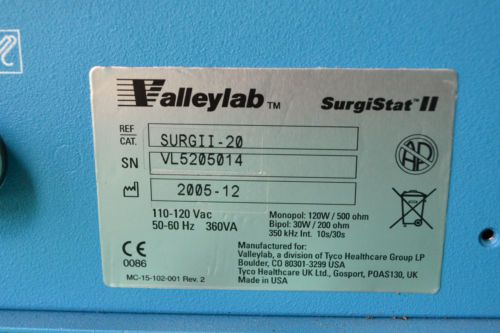 Valleylab™ SurgiStat™ II
REF
CAT. SURGII-20
SN VL5205014
2005-12
110-120 Vac
50-60 Hz 360VA
Monopol: 120W / 500 ohm
Bipol: 30W / 200 ohm
350 kHz Int. 10s/30s
CE
0086
Manufactured for:
Valleylab, a division of Tyco Healthcare Group LP
Boulder, CO 80301-3299 USA
Tyco Healthcare UK Ltd., Gosport, POAS130, UK
Made in USA
MC-15-102-001 Rev. 2